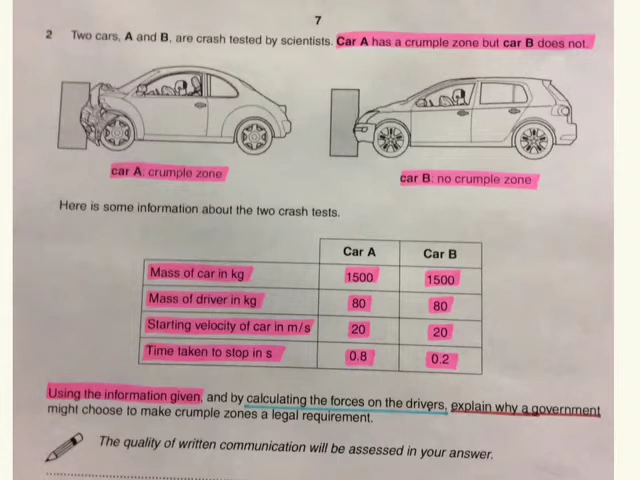 7
2 Two cars, A and B, are crash tested by scientists. Car A has a crumple zone but car B does not.
car A: crumple zone
car B: no crumple zone
Here is some information about the two crash tests.
Car A Car B
Mass of car in kg 1500 1500
Mass of driver in kg 80 80
Starting velocity of car in m/s 20 20
Time taken to stop in s 0.8 0.2
Using the information given, and by calculating the forces on the drivers, explain why a government
might choose to make crumple zones a legal requirement.
The quality of written communication will be assessed in your answer.